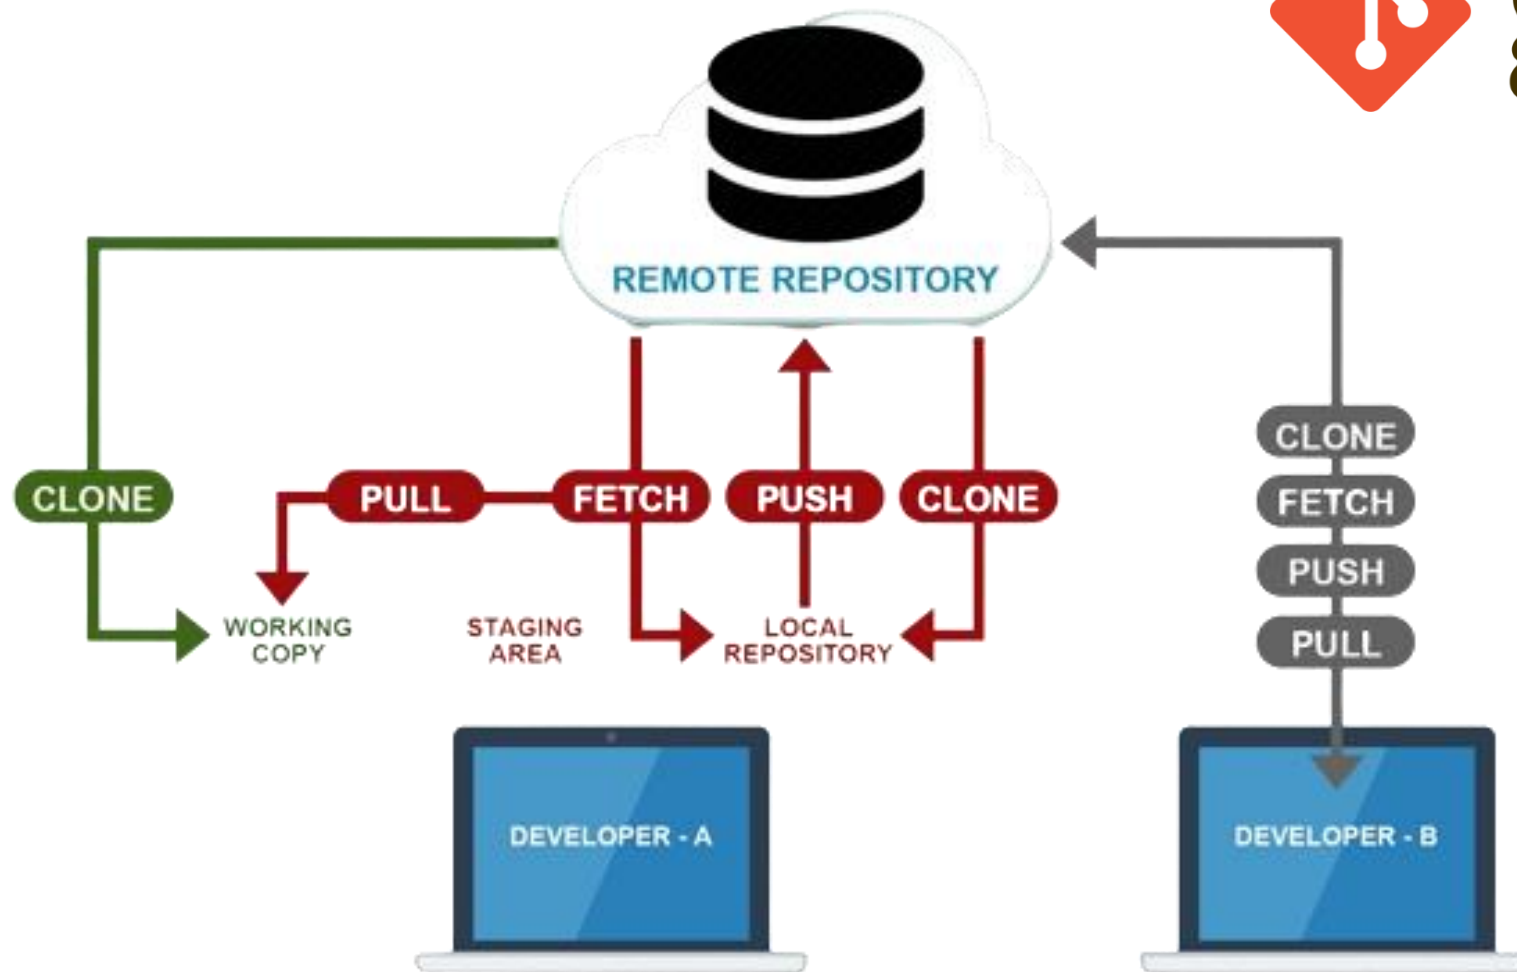 REMOTE REPOSITORY
CLONE
PULL
FETCH
PUSH
CLONE
CLONE
FETCH
PUSH
PULL
WORKING
COPY
STAGING
AREA
LOCAL
REPOSITORY
DEVELOPER - A
DEVELOPER - B